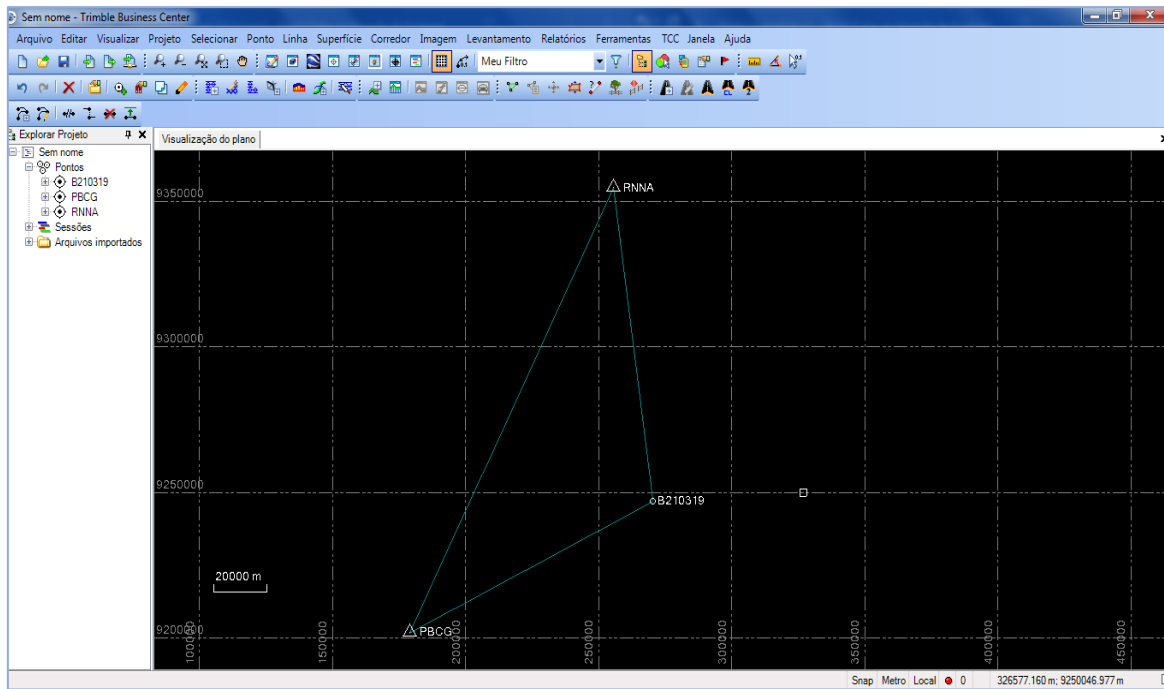 Sem nome - Trimble Business Center
Arquivo Editar Visualizar Projeto Selecionar Ponto Linha Superfície Corredor Imagem Levantamento Relatórios Ferramentas TCC Janela Ajuda
Meu Filtro
Explorar Projeto
Visualização do plano
Sem nome
Pontos
B210319
PBCG
RNNA
Sessões
Arquivos importados
9350000
RNNA
9300000
9250000
B210319
20000 m
9200000
PBCG
100000
150000
200000
250000
300000
350000
400000
450000
Snap Metro Local 0 326577.160 m; 9250046.977 m